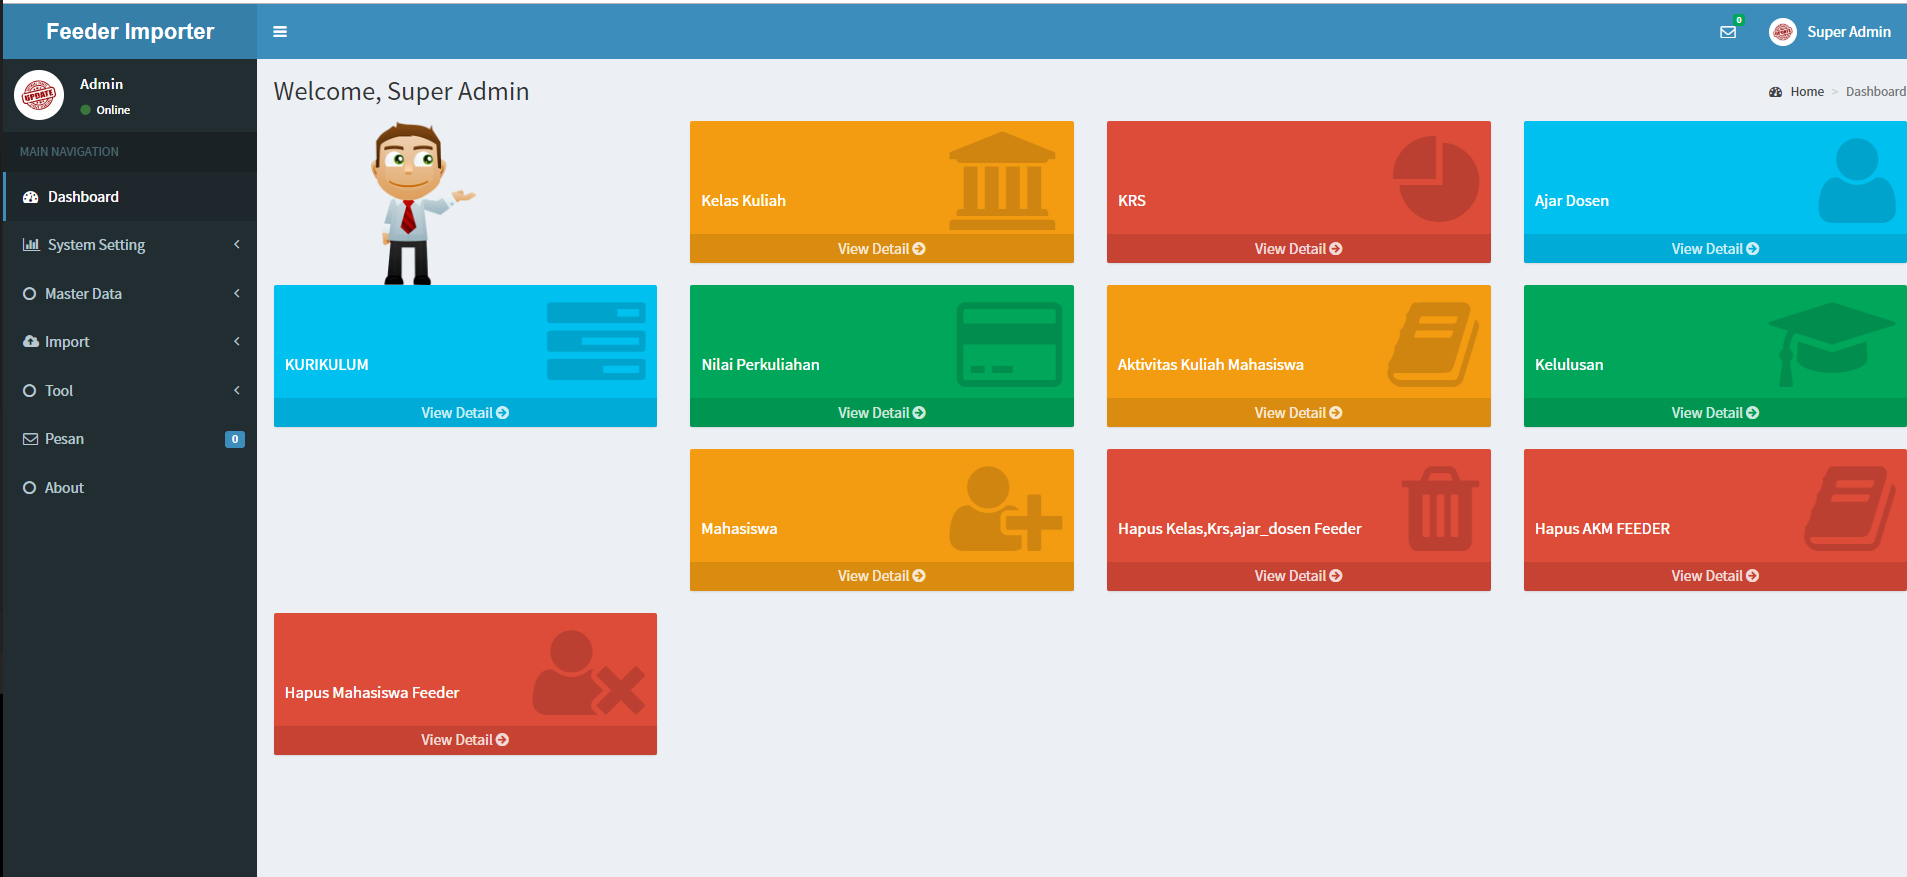 Feeder Importer
0
Super Admin
UPDATE
Admin
Online
MAIN NAVIGATION
Dashboard
System Setting
Master Data
Import
Tool
Pesan
0
About
Welcome, Super Admin
Home > Dashboard
Kelas Kuliah
View Detail
KRS
View Detail
Ajar Dosen
View Detail
KURIKULUM
View Detail
Nilai Perkuliahan
View Detail
Aktivitas Kuliah Mahasiswa
View Detail
Kelulusan
View Detail
Mahasiswa
View Detail
Hapus Kelas,Krs,ajar_dosen Feeder
View Detail
Hapus AKM FEEDER
View Detail
Hapus Mahasiswa Feeder
View Detail